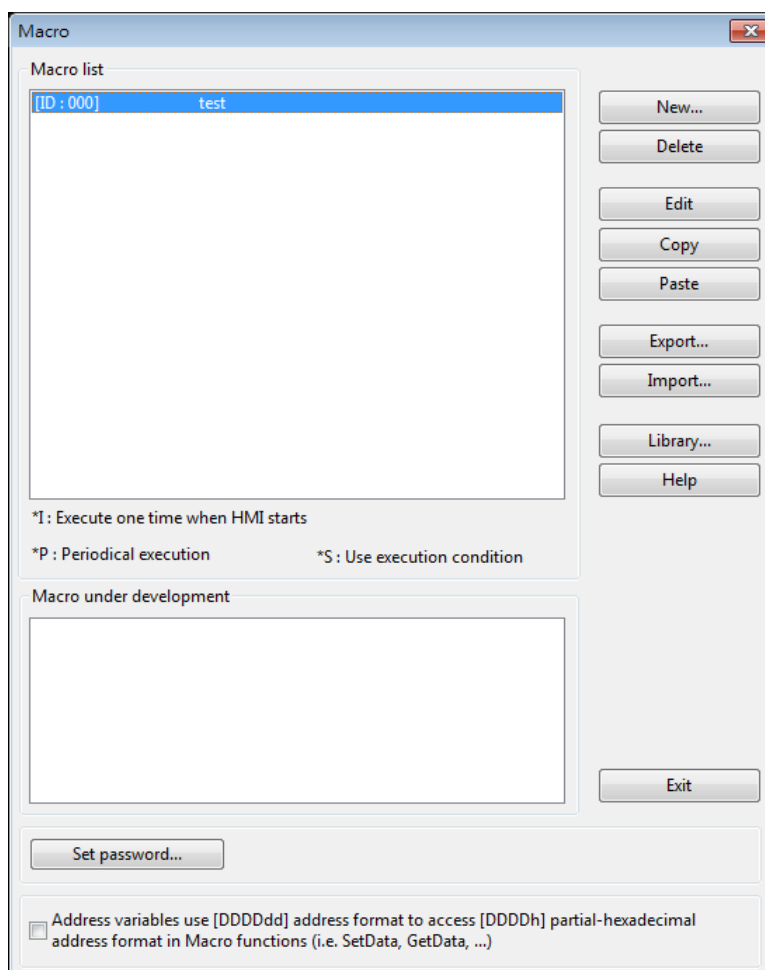 Macro
Macro list
[ID : 000] test
New...
Delete
Edit
Copy
Paste
Export...
Import...
Library...
Help
*I : Execute one time when HMI starts
*P : Periodical execution
*S : Use execution condition
Macro under development
Exit
Set password...
Address variables use [DDDDdd] address format to access [DDDDh] partial-hexadecimal
address format in Macro functions (i.e. SetData, GetData, ...)